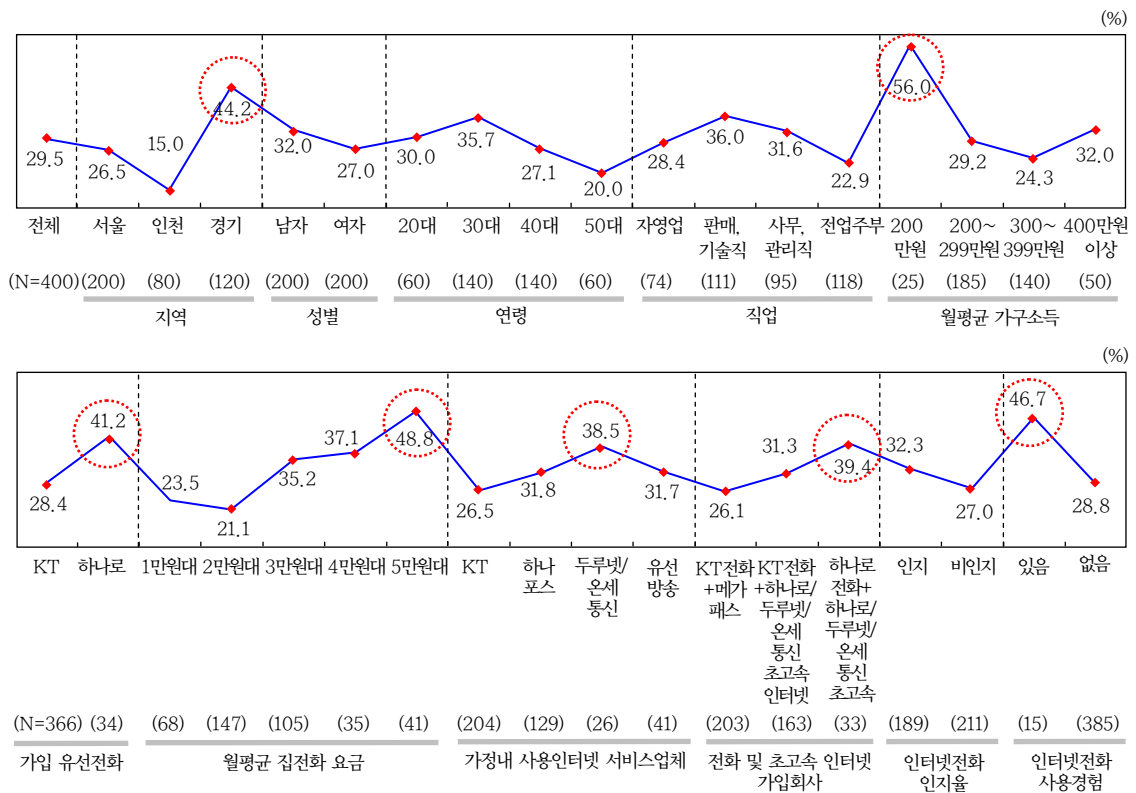 (%)
29.5 26.5 15.0 44.2 32.0 27.0 30.0 35.7 27.1 20.0 28.4 36.0 31.6 22.9 56.0 29.2 24.3 32.0
전체 서울 인천 경기 남자 여자 20대 30대 40대 50대 자영업 판매, 사무, 전업주부 200 200～ 300～ 400만원
기술직 관리직 만원 299만원 399만원 이상
(N=400) (200) (80) (120) (200) (200) (60) (140) (140) (60) (74) (111) (95) (118) (25) (185) (140) (50)
지역 성별 연령 직업 월평균 가구소득
(%)
28.4 41.2 23.5 21.1 35.2 37.1 48.8 26.5 31.8 38.5 31.7 26.1 31.3 39.4 32.3 27.0 46.7 28.8
KT 하나로 1만원대 2만원대 3만원대 4만원대 5만원대 KT 하나 두루넷/ 유선 KT전화 KT전화 하나로 인지 비인지 있음 없음
포스 온세 방송 +메가 +하나로/ 전화+
통신 패스 두루넷/ 하나로/
온세 두루넷/
통신 온세
초고속 통신
인터넷 초고속
(N=366) (34) (68) (147) (105) (35) (41) (204) (129) (26) (41) (203) (163) (33) (189) (211) (15) (385)
가입 유선전화 월평균 집전화 요금 가정내 사용인터넷 서비스업체 전화 및 초고속 인터넷 인터넷전화 인터넷전화
가입회사 인지율 사용경험